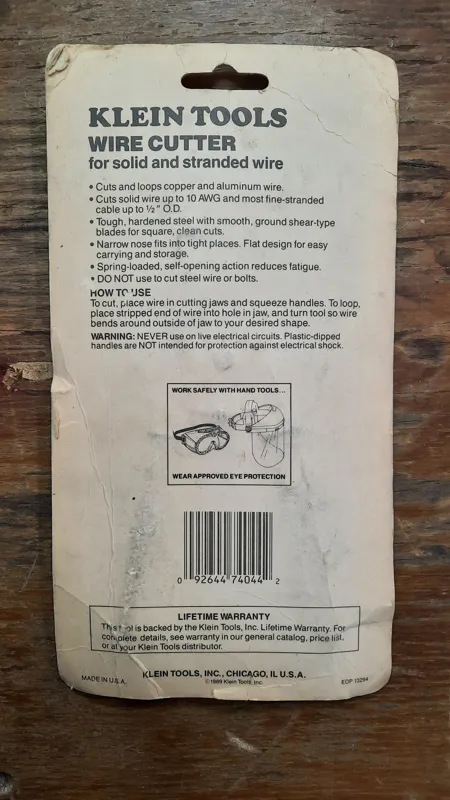 KLEIN TOOLS
WIRE CUTTER
for solid and stranded wire
• Cuts and loops copper and aluminum wire.
• Cuts solid wire up to 10 AWG and most fine-stranded
cable up to ½" O.D.
• Tough, hardened steel with smooth, ground shear-type
blades for square, clean cuts.
• Narrow nose fits into tight places. Flat design for easy
carrying and storage.
• Spring-loaded, self-opening action reduces fatigue.
• DO NOT use to cut steel wire or bolts.
HOW TO USE
To cut, place wire in cutting jaws and squeeze handles. To loop,
place stripped end of wire into hole in jaw, and turn tool so wire
bends around outside of jaw to your desired shape.
WARNING: NEVER use on live electrical circuits. Plastic-dipped
handles are NOT intended for protection against electrical shock.
WORK SAFELY WITH HAND TOOLS...
WEAR APPROVED EYE PROTECTION
0 92644 74044 2
LIFETIME WARRANTY
This tool is backed by the Klein Tools, Inc. Lifetime Warranty. For
complete details, see warranty in our general catalog, price list,
or at your Klein Tools distributor.
MADE IN U.S.A. KLEIN TOOLS, INC., CHICAGO, IL U.S.A. EDP 13294
© 1989 Klein Tools, Inc.